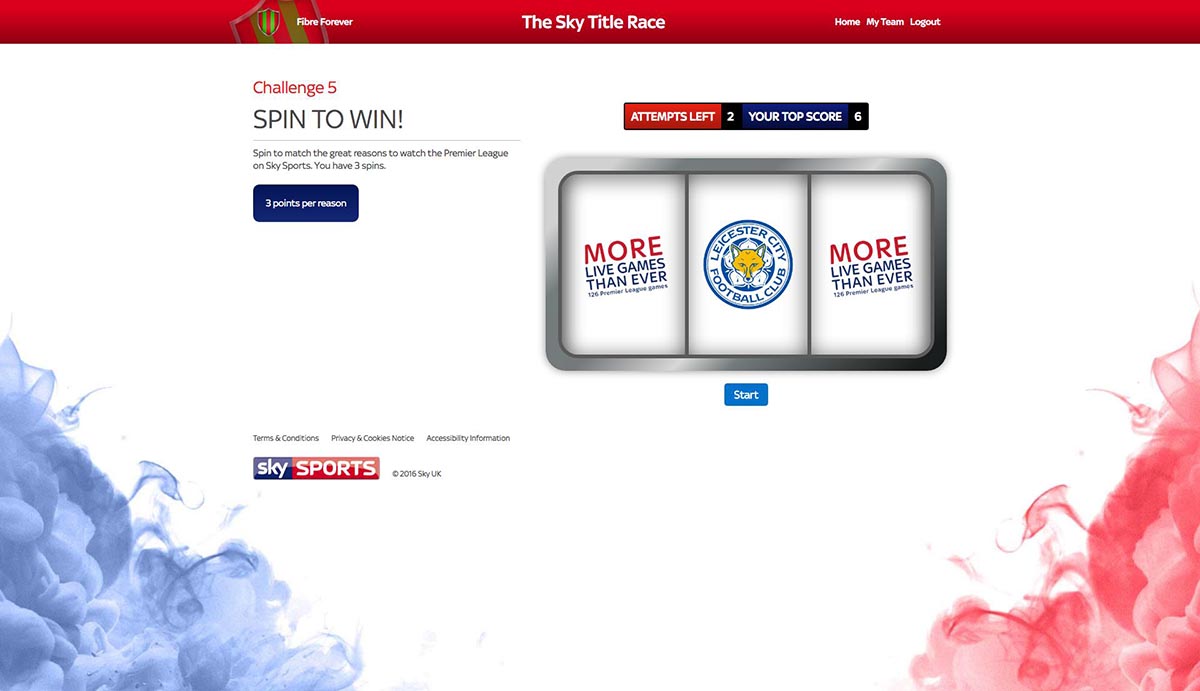 Fibre Forever
The Sky Title Race
Home My Team Logout
Challenge 5
SPIN TO WIN!
Spin to match the great reasons to watch the Premier League
on Sky Sports. You have 3 spins.
3 points per reason
ATTEMPTS LEFT 2 YOUR TOP SCORE 6
MORE
LIVE GAMES
THAN EVER
126 Premier League games
LEICESTER CITY
FOOTBALL CLUB
MORE
LIVE GAMES
THAN EVER
126 Premier League games
Start
Terms & Conditions Privacy & Cookies Notice Accessibility Information
sky SPORTS © 2016 Sky UK